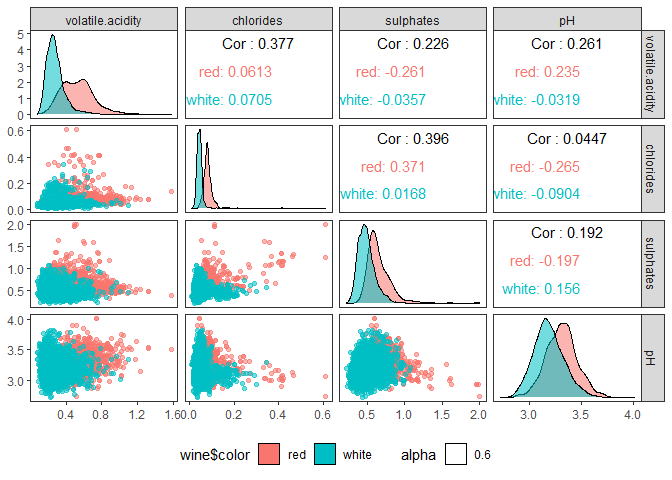 volatile.acidity chlorides sulphates pH
5 Cor : 0.377 Cor : 0.226 Cor : 0.261 volatile.acidity
4
3 red: 0.0613 red: -0.261 red: 0.235
2
1 white: 0.0705 white: -0.0357 white: -0.0319
0
0.6 Cor : 0.396 Cor : 0.0447 chlorides
0.4 red: 0.371 red: -0.265
0.2 white: 0.0168 white: -0.0904
0.0
2.0 Cor : 0.192 sulphates
1.5 red: -0.197
1.0 white: 0.156
0.5
4.0 pH
3.5
3.0
0.4 0.8 1.2 1.6 0.0 0.2 0.4 0.6 0.5 1.0 1.5 2.0 3.0 3.5 4.0
wine$color red white alpha 0.6